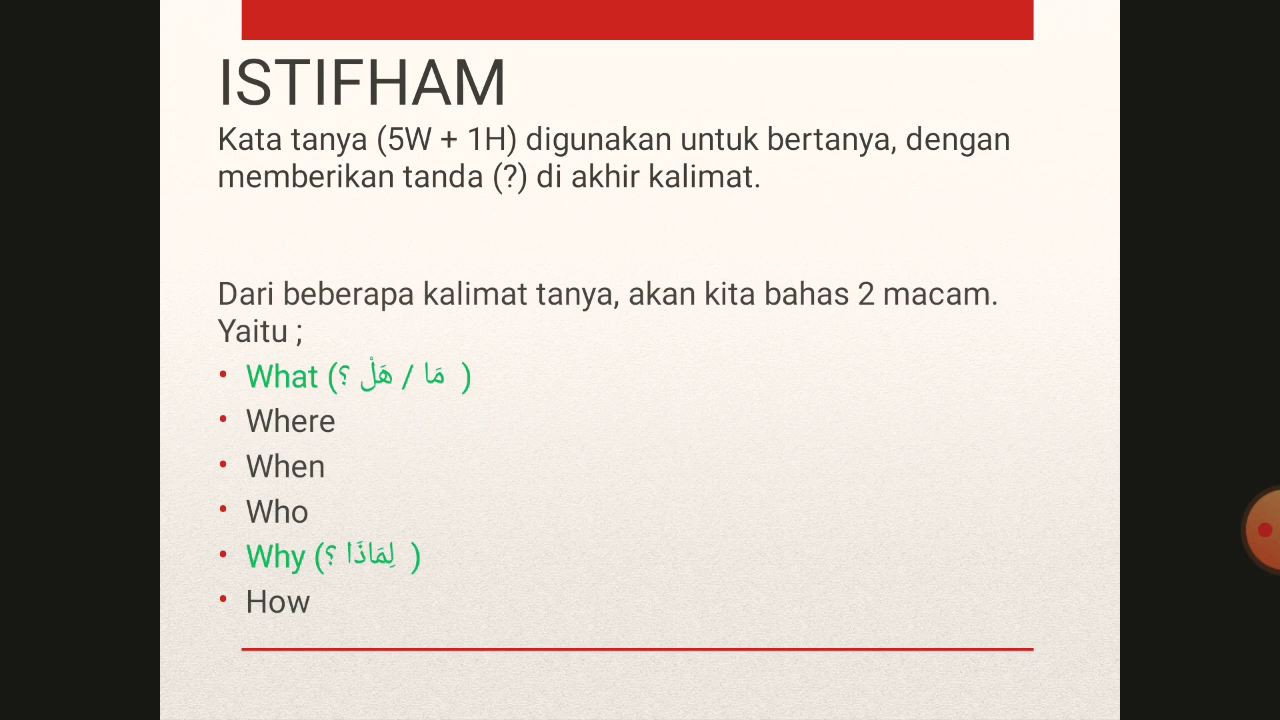 ISTIFHAM
Kata tanya (5W + 1H) digunakan untuk bertanya, dengan
memberikan tanda (?) di akhir kalimat.
Dari beberapa kalimat tanya, akan kita bahas 2 macam.
Yaitu ;
• What (مَا / هَلْ ؟)
• Where
• When
• Who
• Why (لِمَاذَا ؟)
• How